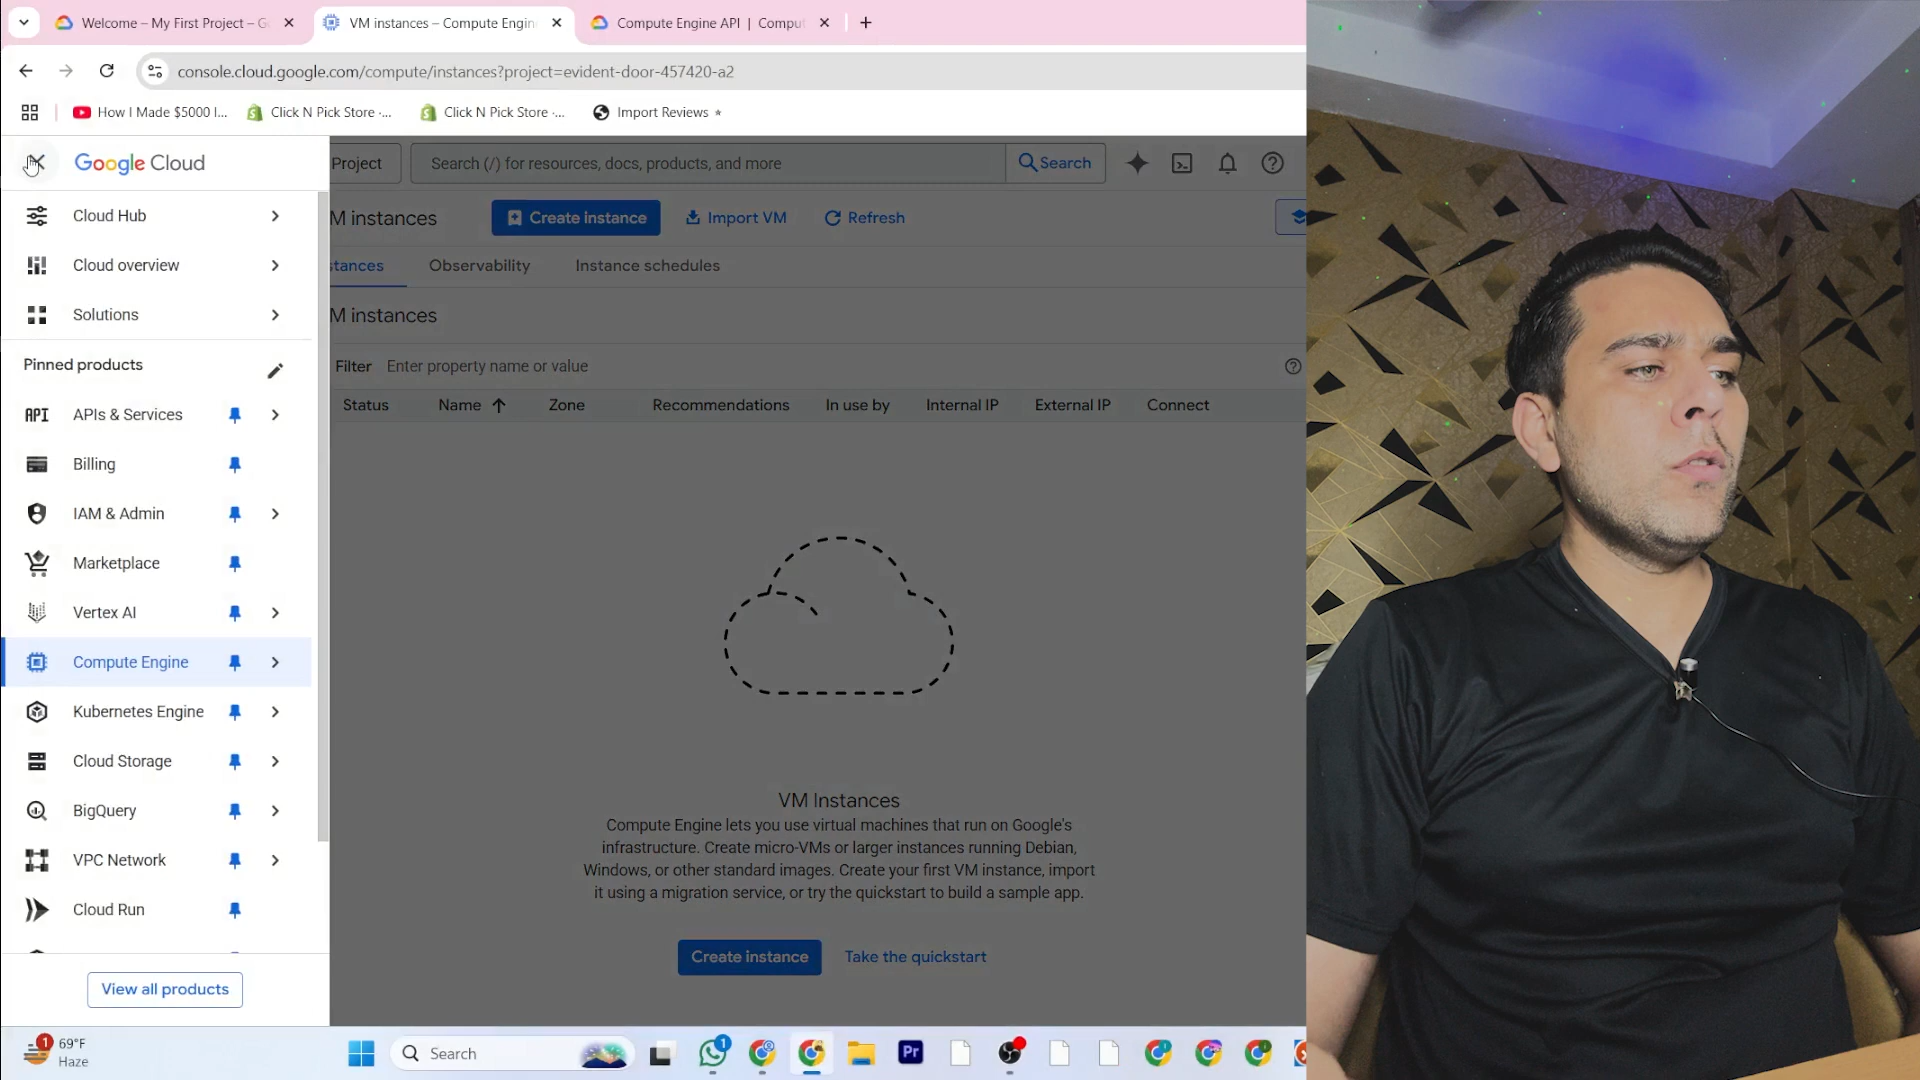 Welcome – My First Project – G
VM instances – Compute Engin
Compute Engine API | Comput
console.cloud.google.com/compute/instances?project=evident-door-457420-a2
How I Made $5000 I...
Click N Pick Store ·...
Click N Pick Store ·...
Import Reviews ⋆
Google Cloud
Project
Search (/) for resources, docs, products, and more
Search
Cloud Hub
M instances
Create instance
Import VM
Refresh
Cloud overview
stances
Observability
Instance schedules
Solutions
M instances
Pinned products
Filter
Enter property name or value
API
APIs & Services
Status
Name
Zone
Recommendations
In use by
Internal IP
External IP
Connect
Billing
IAM & Admin
Marketplace
Vertex AI
Compute Engine
Kubernetes Engine
Cloud Storage
BigQuery
VPC Network
Cloud Run
VM Instances
Compute Engine lets you use virtual machines that run on Google's
infrastructure. Create micro-VMs or larger instances running Debian,
Windows, or other standard images. Create your first VM instance, import
it using a migration service, or try the quickstart to build a sample app.
Create instance
Take the quickstart
View all products
1
69°F
Haze
Search
1
Pr